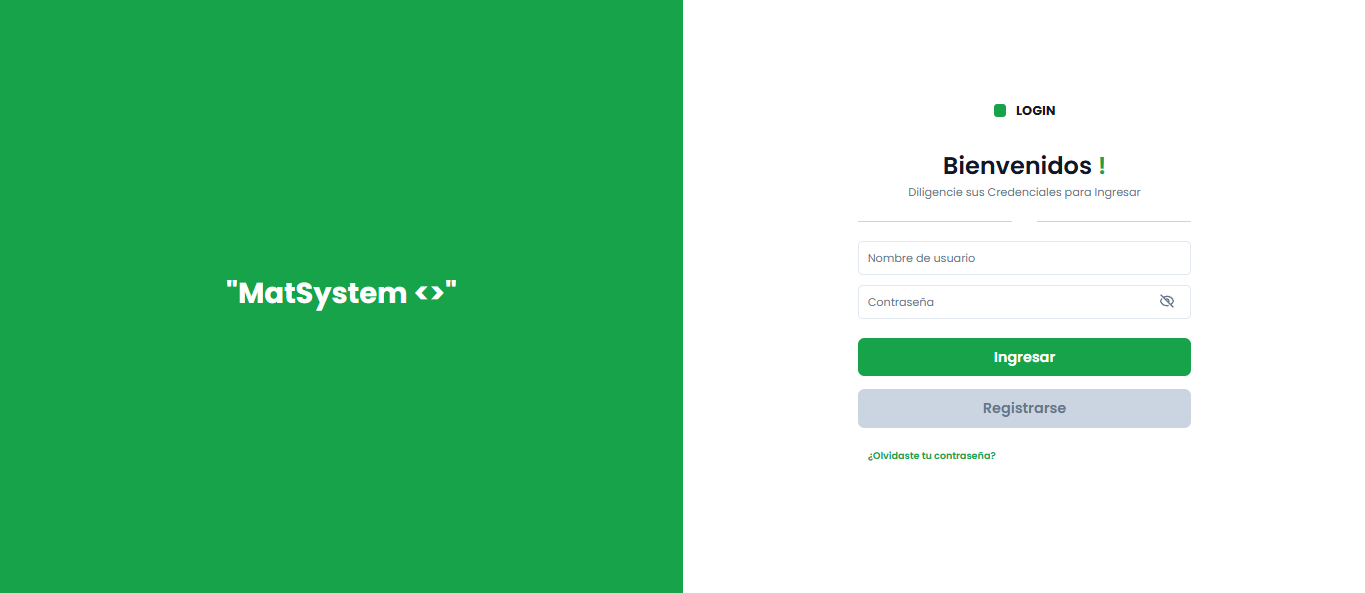 "MatSystem <>"
LOGIN
Bienvenidos !
Diligencie sus Credenciales para Ingresar
Nombre de usuario
Contraseña
Ingresar
Registrarse
¿Olvidaste tu contraseña?